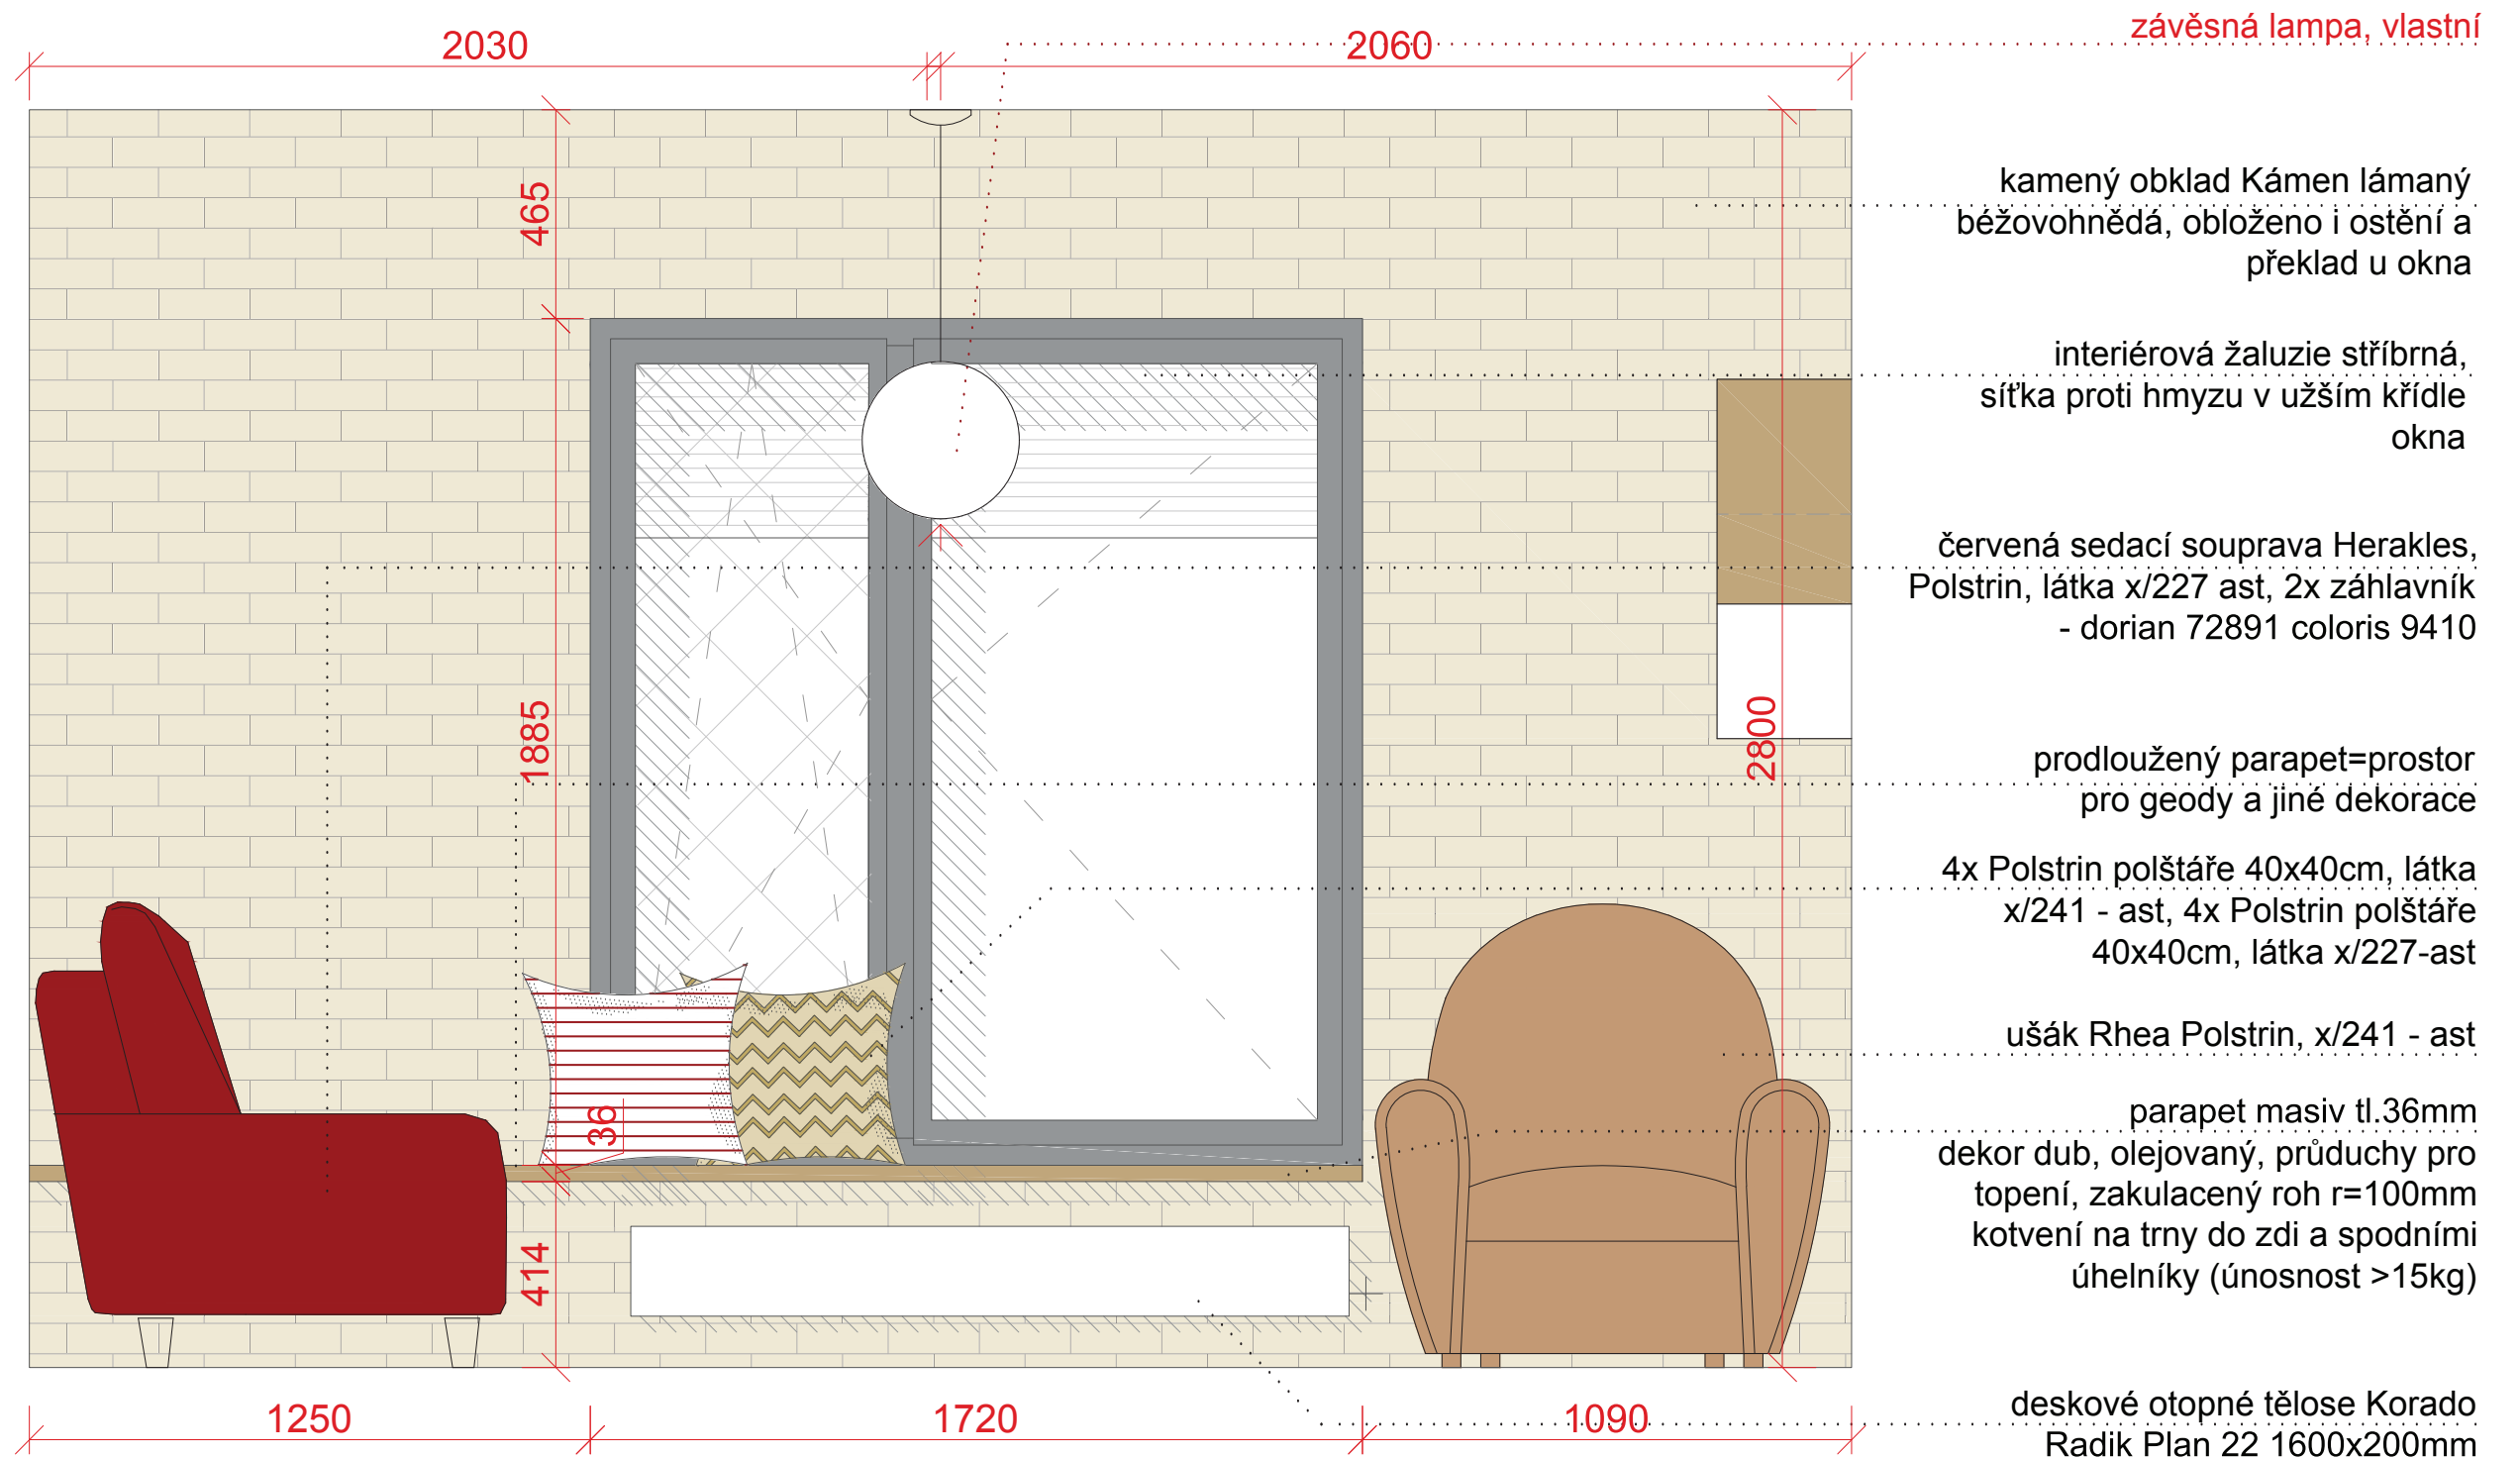 závěsná lampa, vlastní
2030
2060
kamený obklad Kámen lámaný
béžovohnědá, obloženo i ostění a
překlad u okna
465
interiérová žaluzie stříbrná,
síťka proti hmyzu v užším křídle
okna
červená sedací souprava Herakles,
Polstrin, látka x/227 ast, 2x záhlavník
- dorian 72891 coloris 9410
1885
2800
prodloužený parapet=prostor
pro geody a jiné dekorace
4x Polstrin polštáře 40x40cm, látka
x/241 - ast, 4x Polstrin polštáře
40x40cm, látka x/227-ast
ušák Rhea Polstrin, x/241 - ast
36
parapet masiv tl.36mm
dekor dub, olejovaný, průduchy pro
topení, zakulacený roh r=100mm
kotvení na trny do zdi a spodními
úhelníky (únosnost >15kg)
414
deskové otopné tělose Korado
Radik Plan 22 1600x200mm
1250
1720
1090